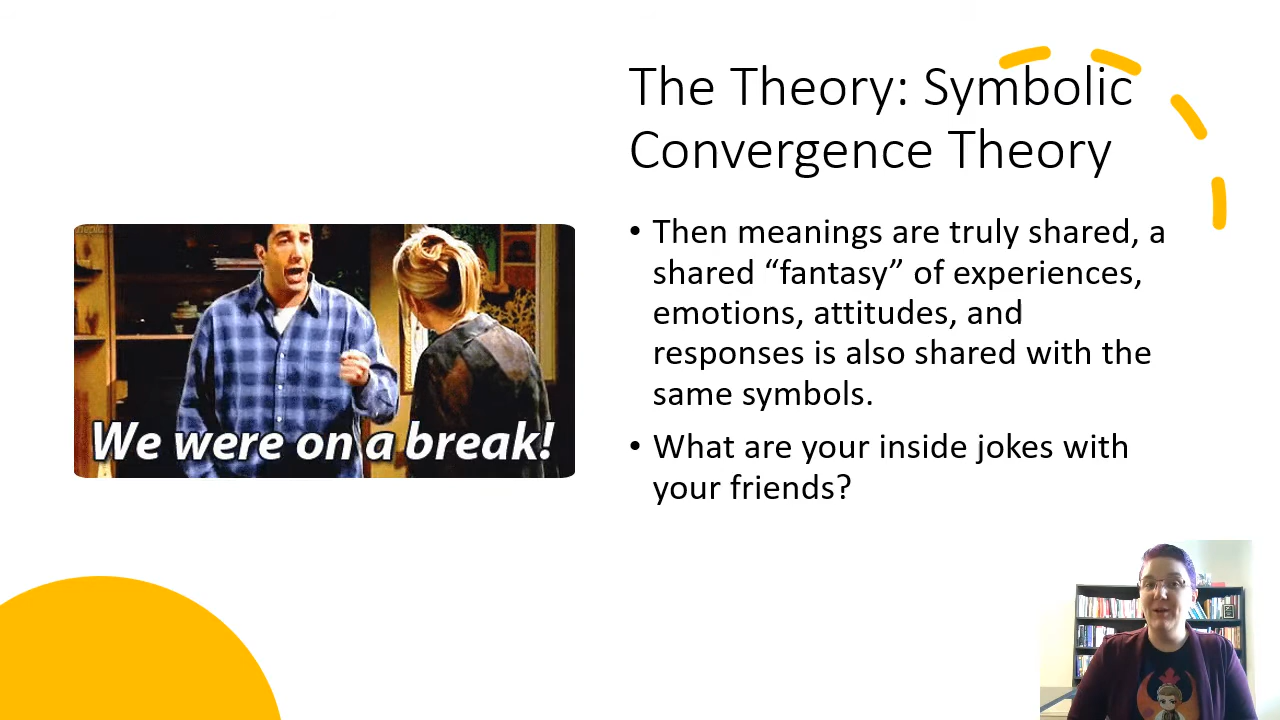 The Theory: Symbolic
Convergence Theory
We were on a break!
• Then meanings are truly shared, a
shared “fantasy” of experiences,
emotions, attitudes, and
responses is also shared with the
same symbols.
• What are your inside jokes with
your friends?